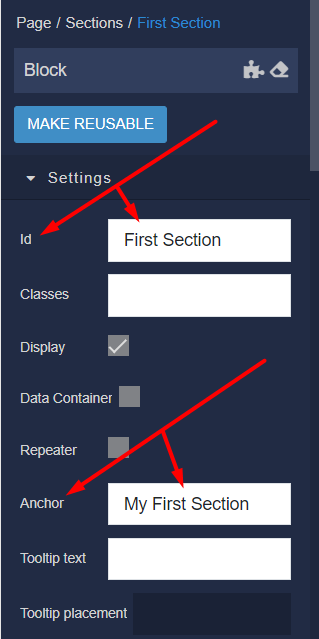 Page / Sections / First Section
Block
MAKE REUSABLE
Settings
Id First Section
Classes
Display
Data Container
Repeater
Anchor My First Section
Tooltip text
Tooltip placement